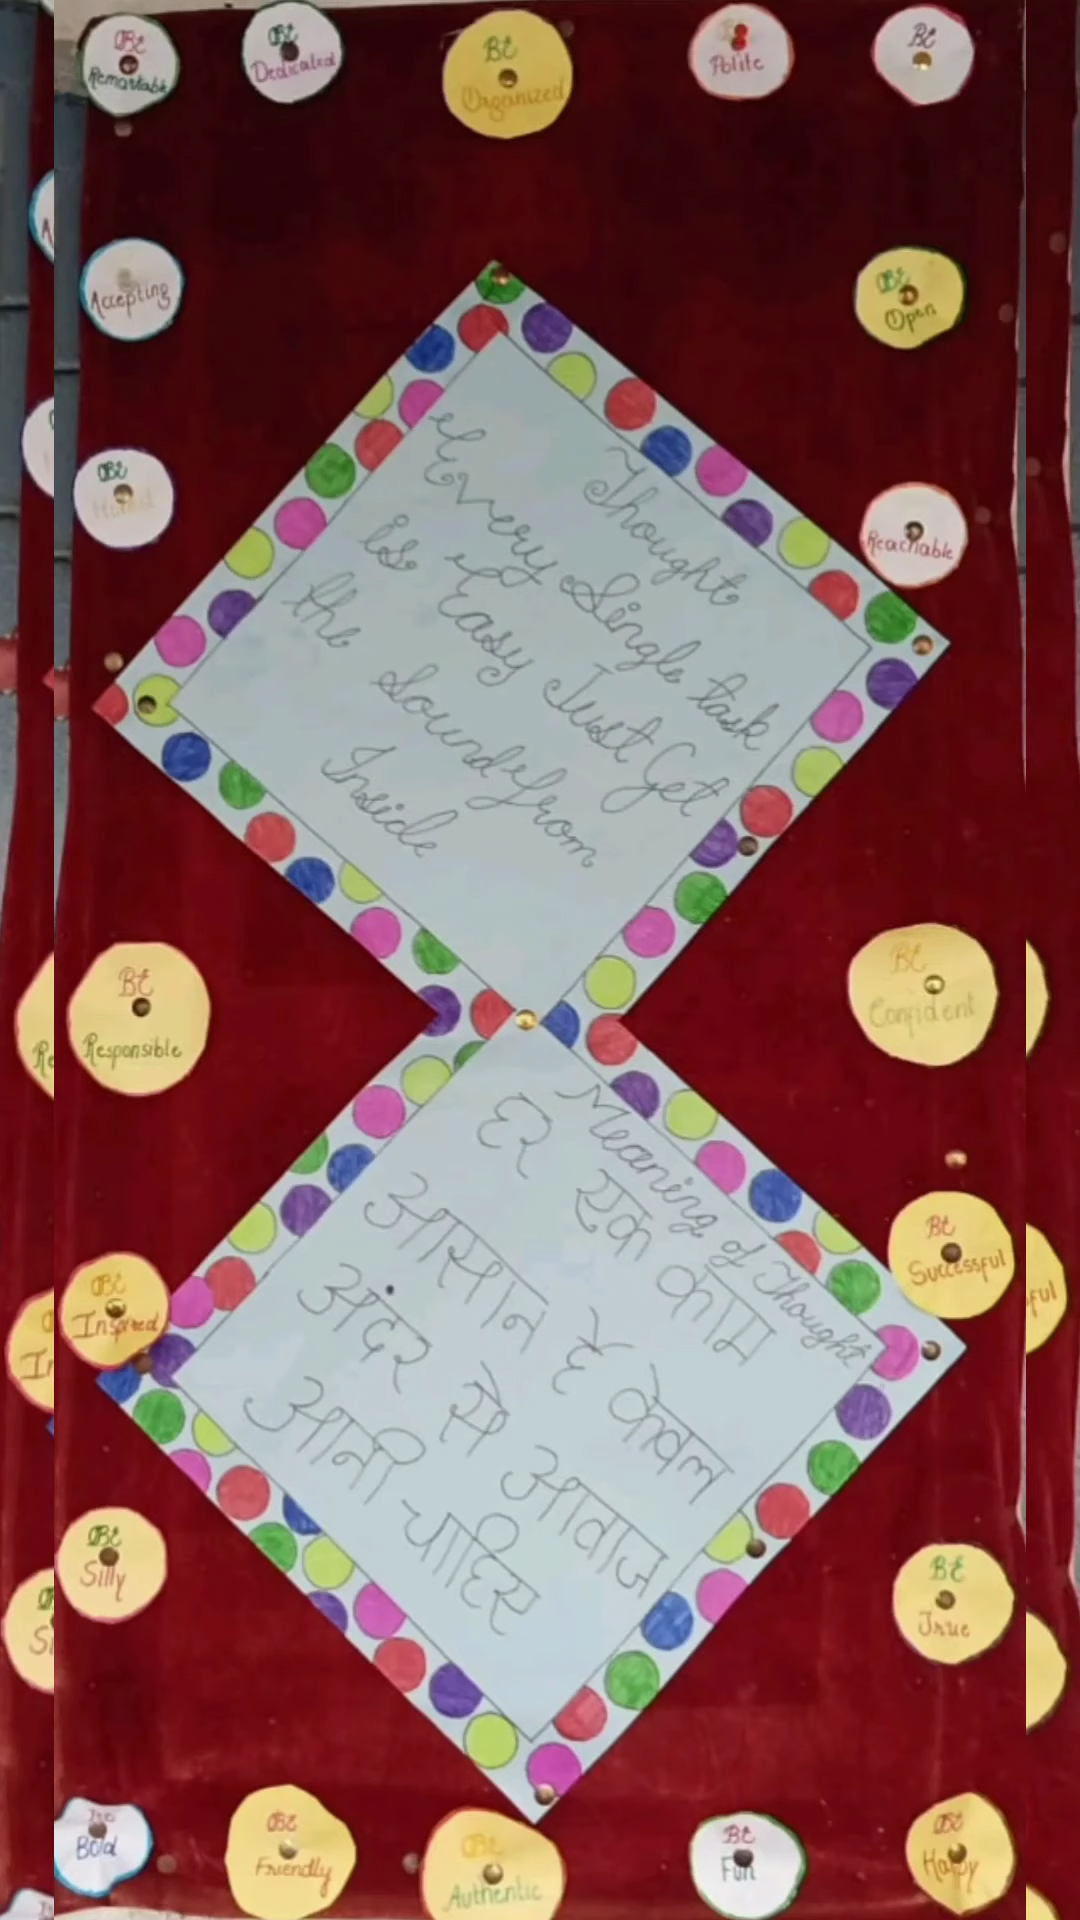 BE
Remarkable
BE
Dedicated
BE
Organized
Polite
BE
Accepting
BE
Open
BE
Reachable
Thought
Every Single task
is Easy Just Get
the Sound from
Inside
BE
Responsible
BE
Confident
Meaning of Thought
हर एक काम
आसान है केवल
अंदर से आवाज
आनी चाहिए
BE
Successful
BE
Inspired
BE
Silly
BE
True
Bold
BE
Friendly
BE
Authentic
BE
Fun
BE
Happy